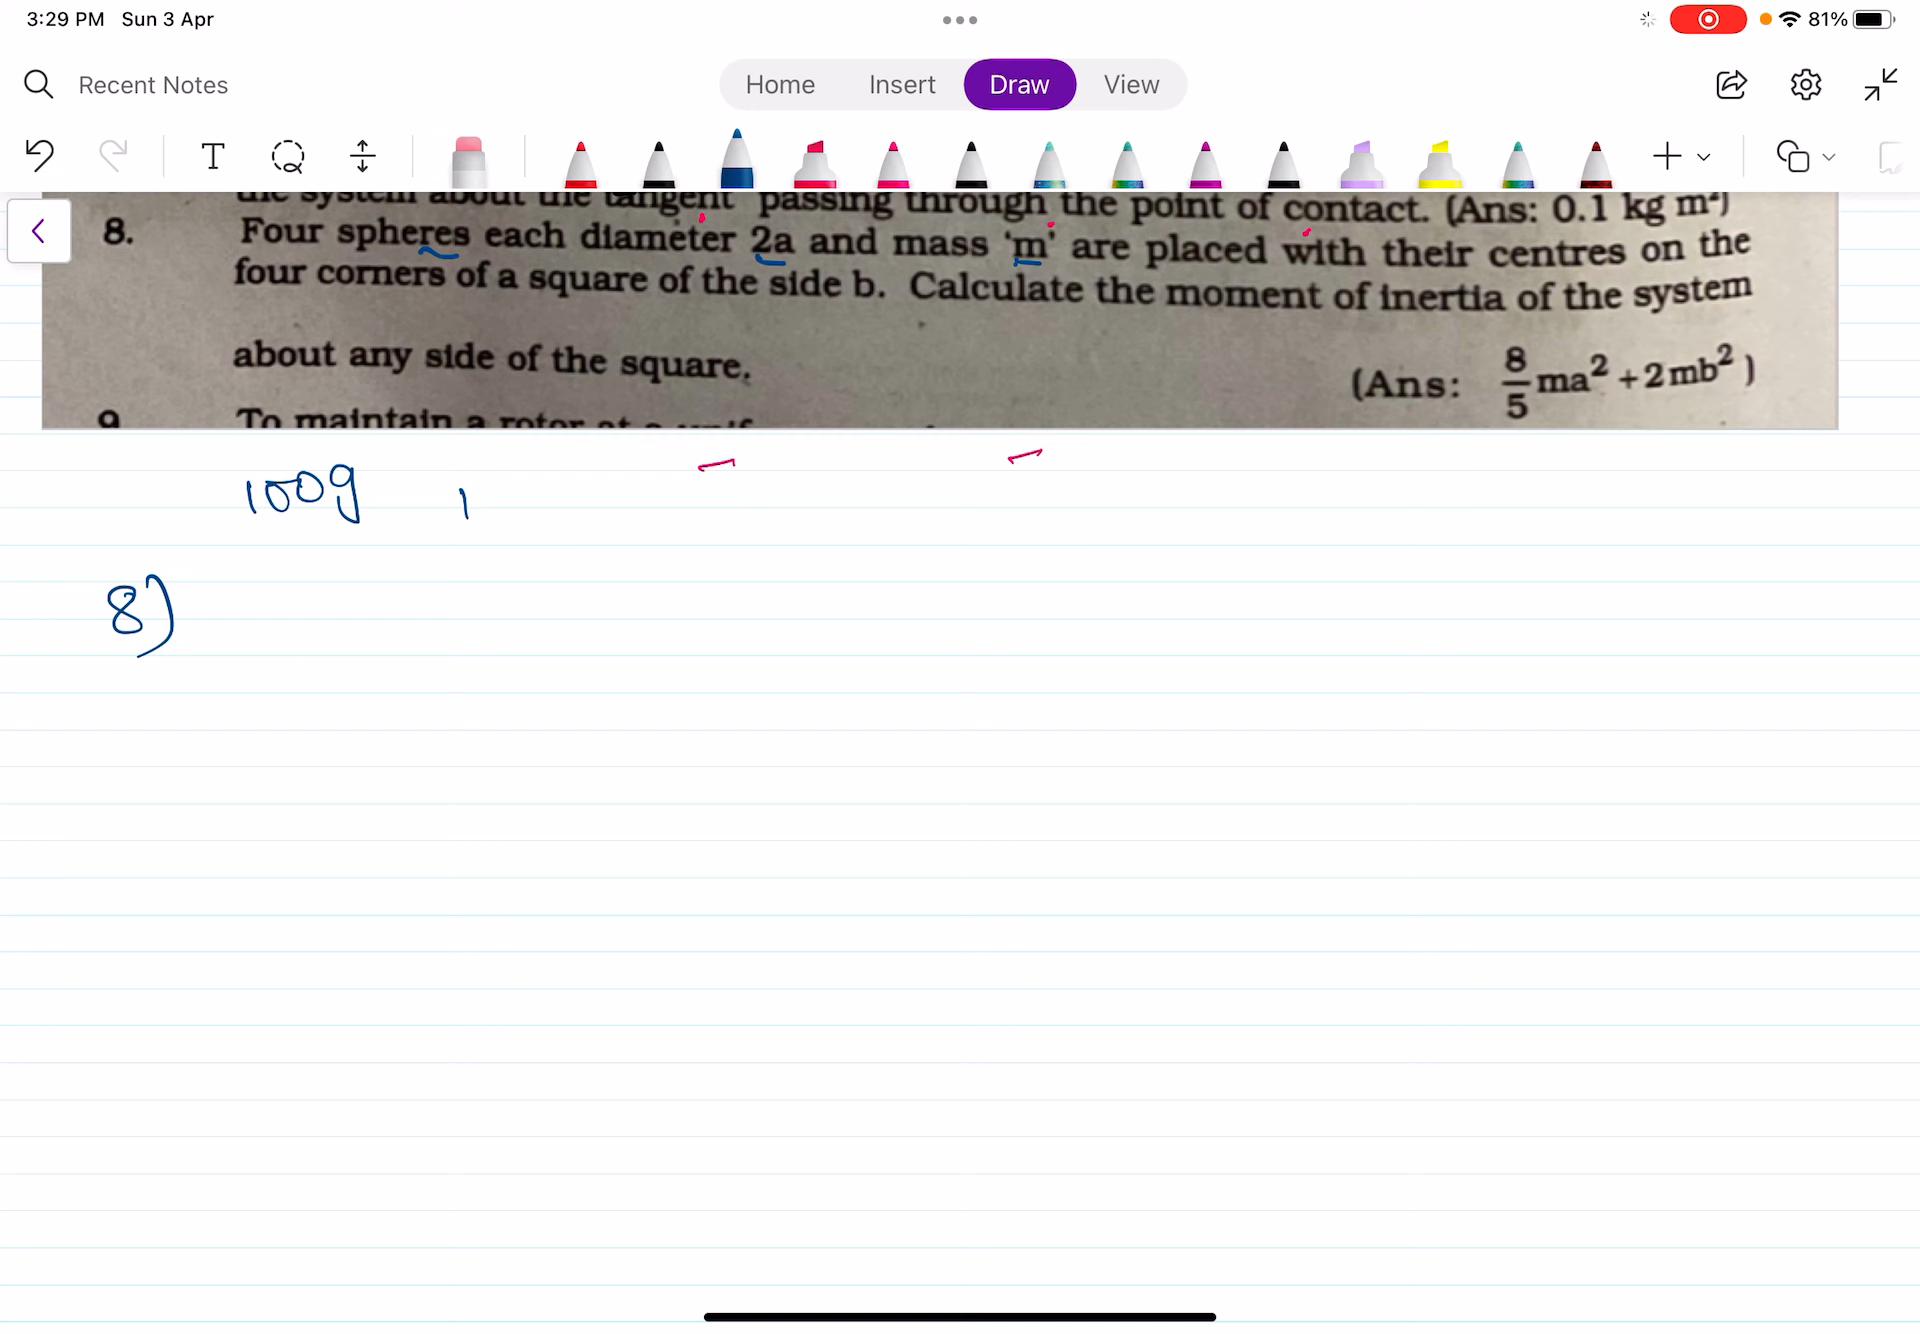 3:29 PM Sun 3 Apr
81%
Recent Notes
Home Insert Draw View
T
the system about the tangent passing through the point of contact. (Ans: 0.1 kg m²)
8. Four spheres each diameter 2a and mass 'm' are placed with their centres on the
four corners of a square of the side b. Calculate the moment of inertia of the system
about any side of the square. (Ans: 8/5 ma² + 2mb²)
9 To maintain a rotor at a unif
100g 1
8)